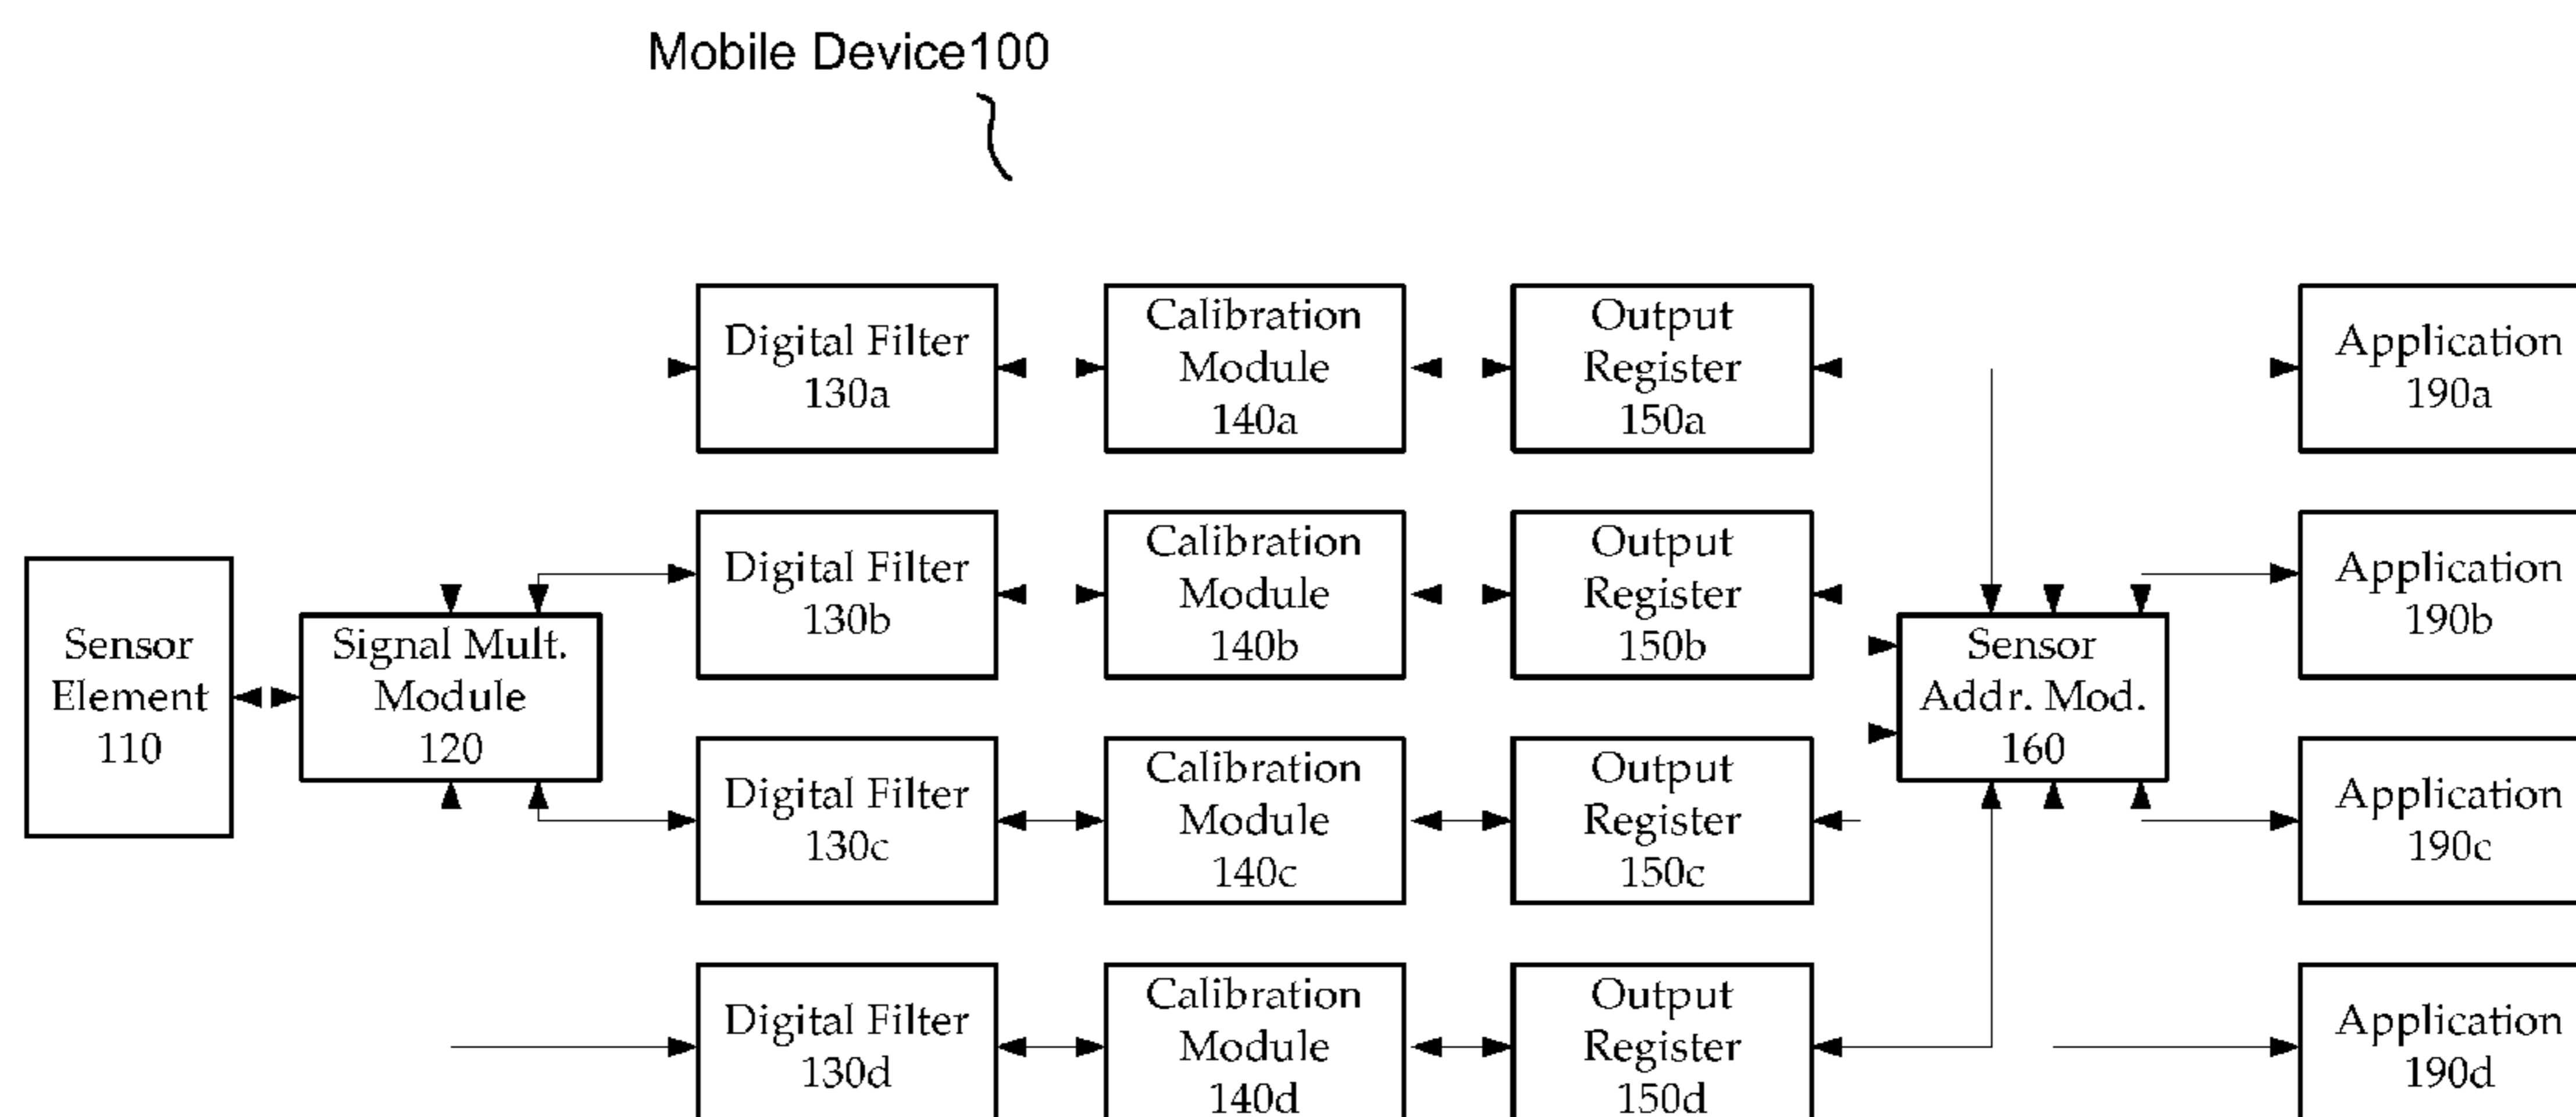 Mobile Device100
Digital Filter
130a
Calibration
Module
140a
Output
Register
150a
Application
190a
Digital Filter
130b
Calibration
Module
140b
Output
Register
150b
Application
190b
Sensor
Element
110
Signal Mult.
Module
120
Sensor
Addr. Mod.
160
Digital Filter
130c
Calibration
Module
140c
Output
Register
150c
Application
190c
Digital Filter
130d
Calibration
Module
140d
Output
Register
150d
Application
190d